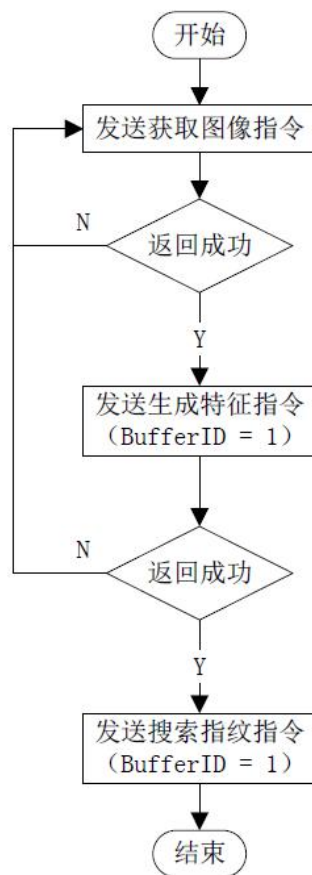 开始
发送获取图像指令
N
返回成功
Y
发送生成特征指令
（BufferID = 1）
N
返回成功
Y
发送搜索指纹指令
（BufferID = 1）
结束